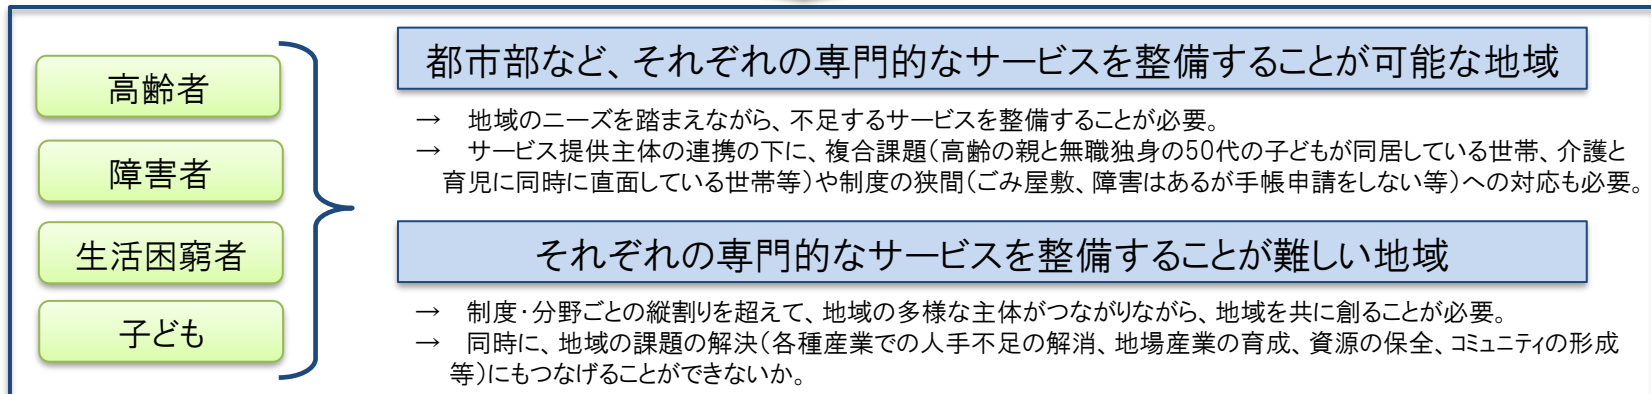 高齢者
障害者
生活困窮者
子ども
都市部など、それぞれの専門的なサービスを整備することが可能な地域
→　地域のニーズを踏まえながら、不足するサービスを整備することが必要。
→　サービス提供主体の連携の下に、複合課題（高齢の親と無職独身の50代の子どもが同居している世帯、介護と
育児に同時に直面している世帯等）や制度の狭間（ごみ屋敷、障害はあるが手帳申請をしない等）への対応も必要。
それぞれの専門的なサービスを整備することが難しい地域
→　制度・分野ごとの縦割りを超えて、地域の多様な主体がつながりながら、地域を共に創ることが必要。
→　同時に、地域の課題の解決（各種産業での人手不足の解消、地場産業の育成、資源の保全、コミュニティの形成
等）にもつなげることができないか。